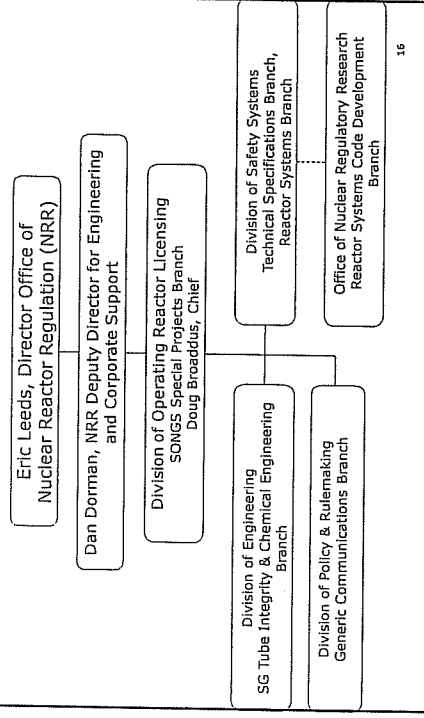 Eric Leeds, Director Office of
Nuclear Reactor Regulation (NRR)
Dan Dorman, NRR Deputy Director for Engineering
and Corporate Support
Division of Operating Reactor Licensing
SONGS Special Projects Branch
Doug Broaddus, Chief
Division of Engineering
SG Tube Integrity & Chemical Engineering
Branch
Division of Safety Systems
Technical Specifications Branch,
Reactor Systems Branch
Division of Policy & Rulemaking
Generic Communications Branch
Office of Nuclear Regulatory Research
Reactor Systems Code Development
Branch
16